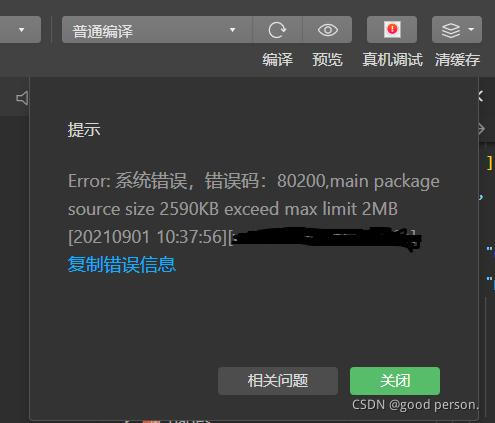 普通编译
编译 预览 真机调试 清缓存
提示
Error: 系统错误，错误码：80200,main package
source size 2590KB exceed max limit 2MB
[20210901 10:37:56][ ]
复制错误信息
相关问题 关闭
CSDN @good person.